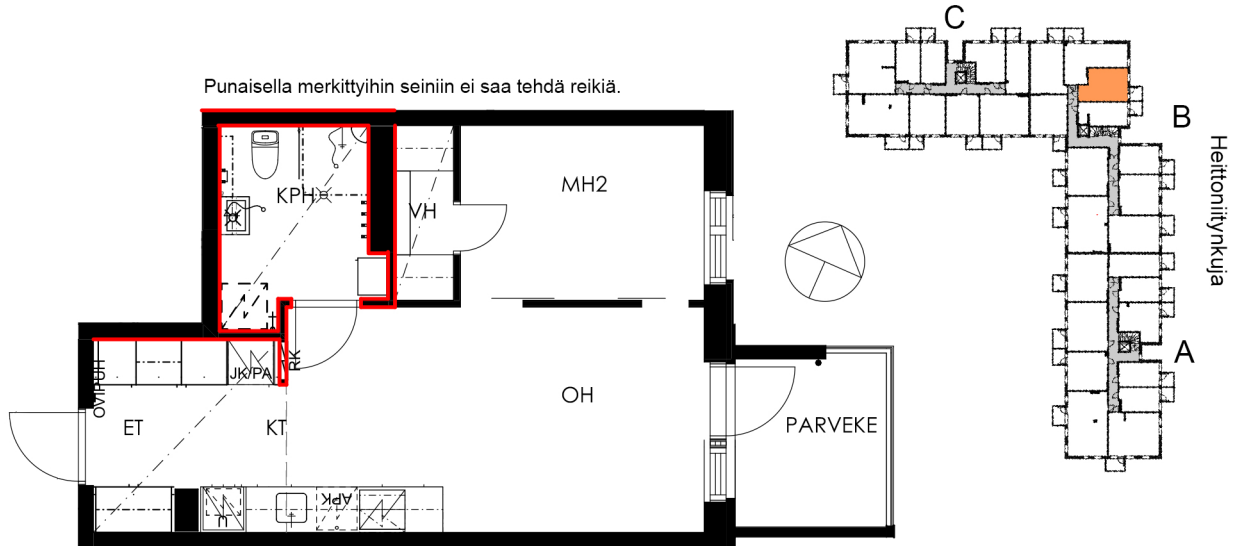 C
Punaisella merkittyihin seiniin ei saa tehdä reikiä.
B
Heittoniitynkuja
MH2
KPH
VH
A
RK
JK/PA
OVIPUH
OH
PARVEKE
ET
KT
APK
U